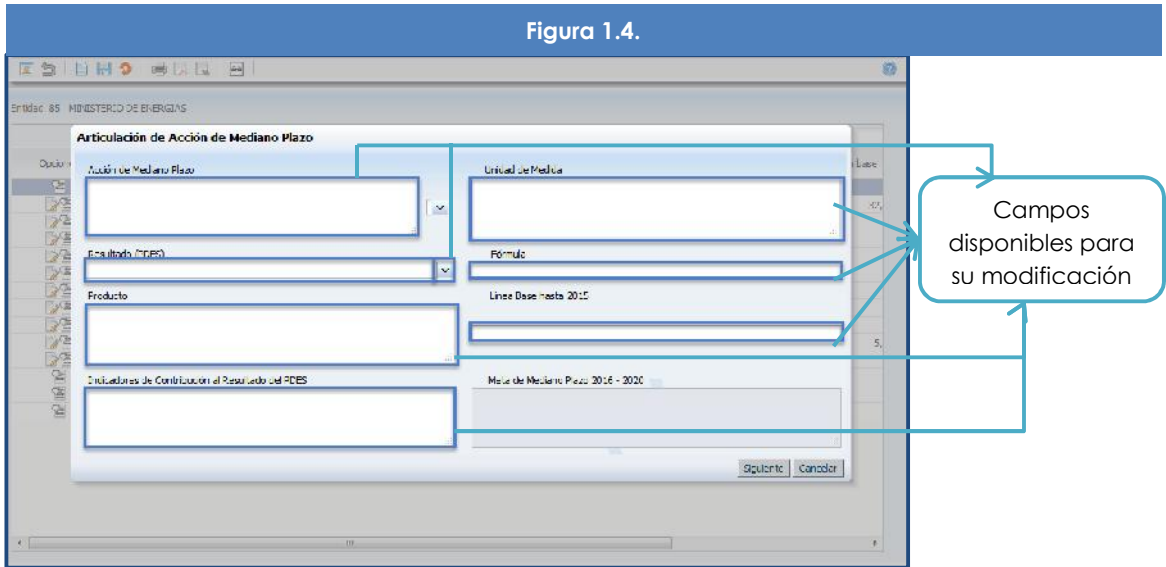 Figura 1.4.
Entidad 85 MINISTERIO DE ENERGIAS
Articulación de Acción de Mediano Plazo
Acción de Mediano Plazo
Unidad de Medida
Resultado (PDES)
Fórmula
Producto
Linea Base hasta 2015
Indicadores de Contribución al Resultado del PDES
Meta de Mediano Plazo 2016 - 2020
Siguiente
Cancelar
Campos
disponibles para
su modificación